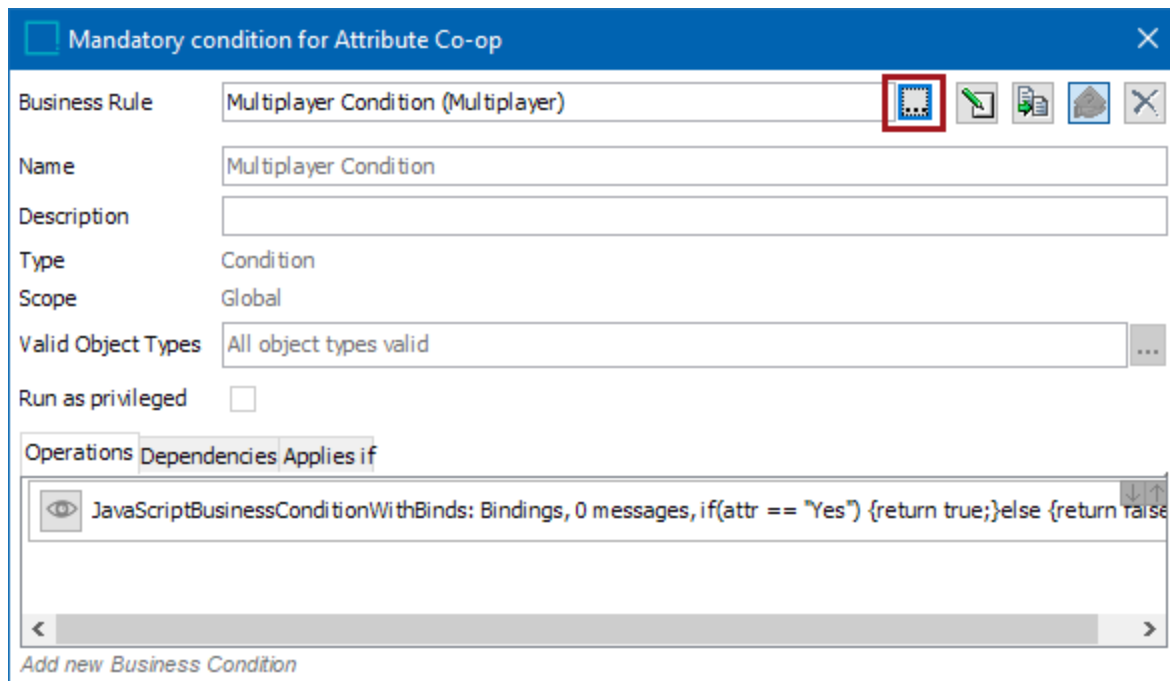 Mandatory condition for Attribute Co-op
Business Rule Multiplayer Condition (Multiplayer) ...
Name Multiplayer Condition
Description
Type Condition
Scope Global
Valid Object Types All object types valid ...
Run as privileged
Operations Dependencies Applies if
JavaScriptBusinessConditionWithBinds: Bindings, 0 messages, if(attr == "Yes") {return true;}else {return false
Add new Business Condition